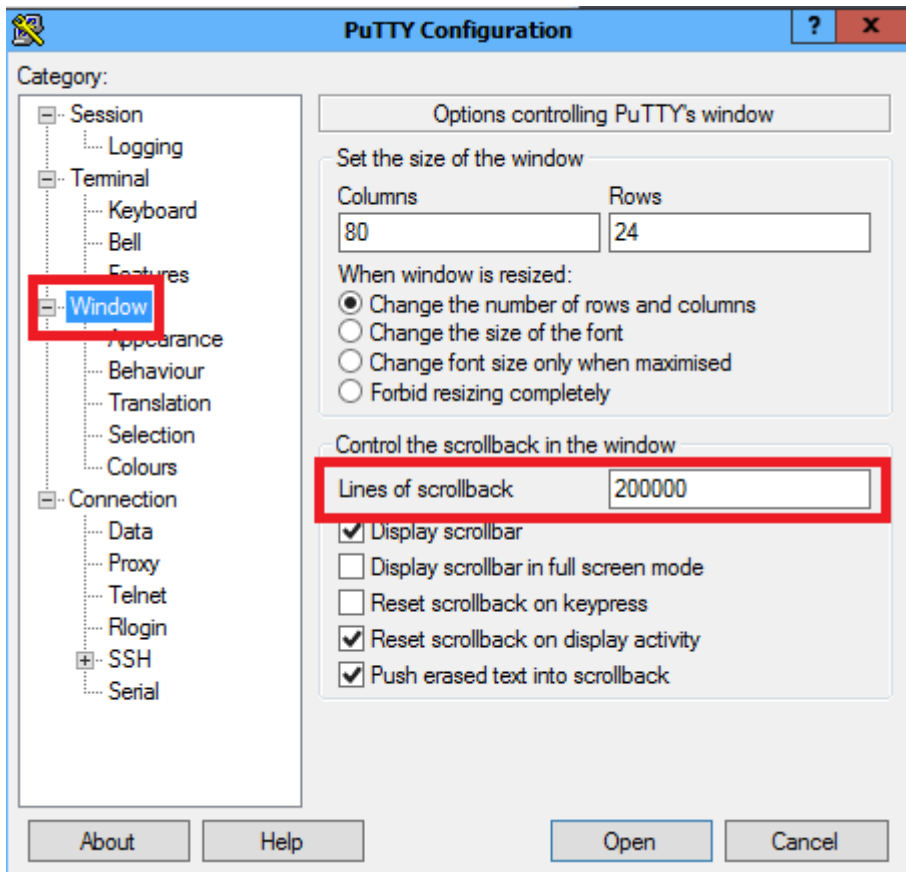 PuTTY Configuration
?
x
Category:
Session
Logging
Terminal
Keyboard
Bell
Features
Window
Appearance
Behaviour
Translation
Selection
Colours
Connection
Data
Proxy
Telnet
Rlogin
SSH
Serial
Options controlling PuTTY's window
Set the size of the window
Columns
Rows
80
24
When window is resized:
Change the number of rows and columns
Change the size of the font
Change font size only when maximised
Forbid resizing completely
Control the scrollback in the window
Lines of scrollback
200000
Display scrollbar
Display scrollbar in full screen mode
Reset scrollback on keypress
Reset scrollback on display activity
Push erased text into scrollback
About
Help
Open
Cancel